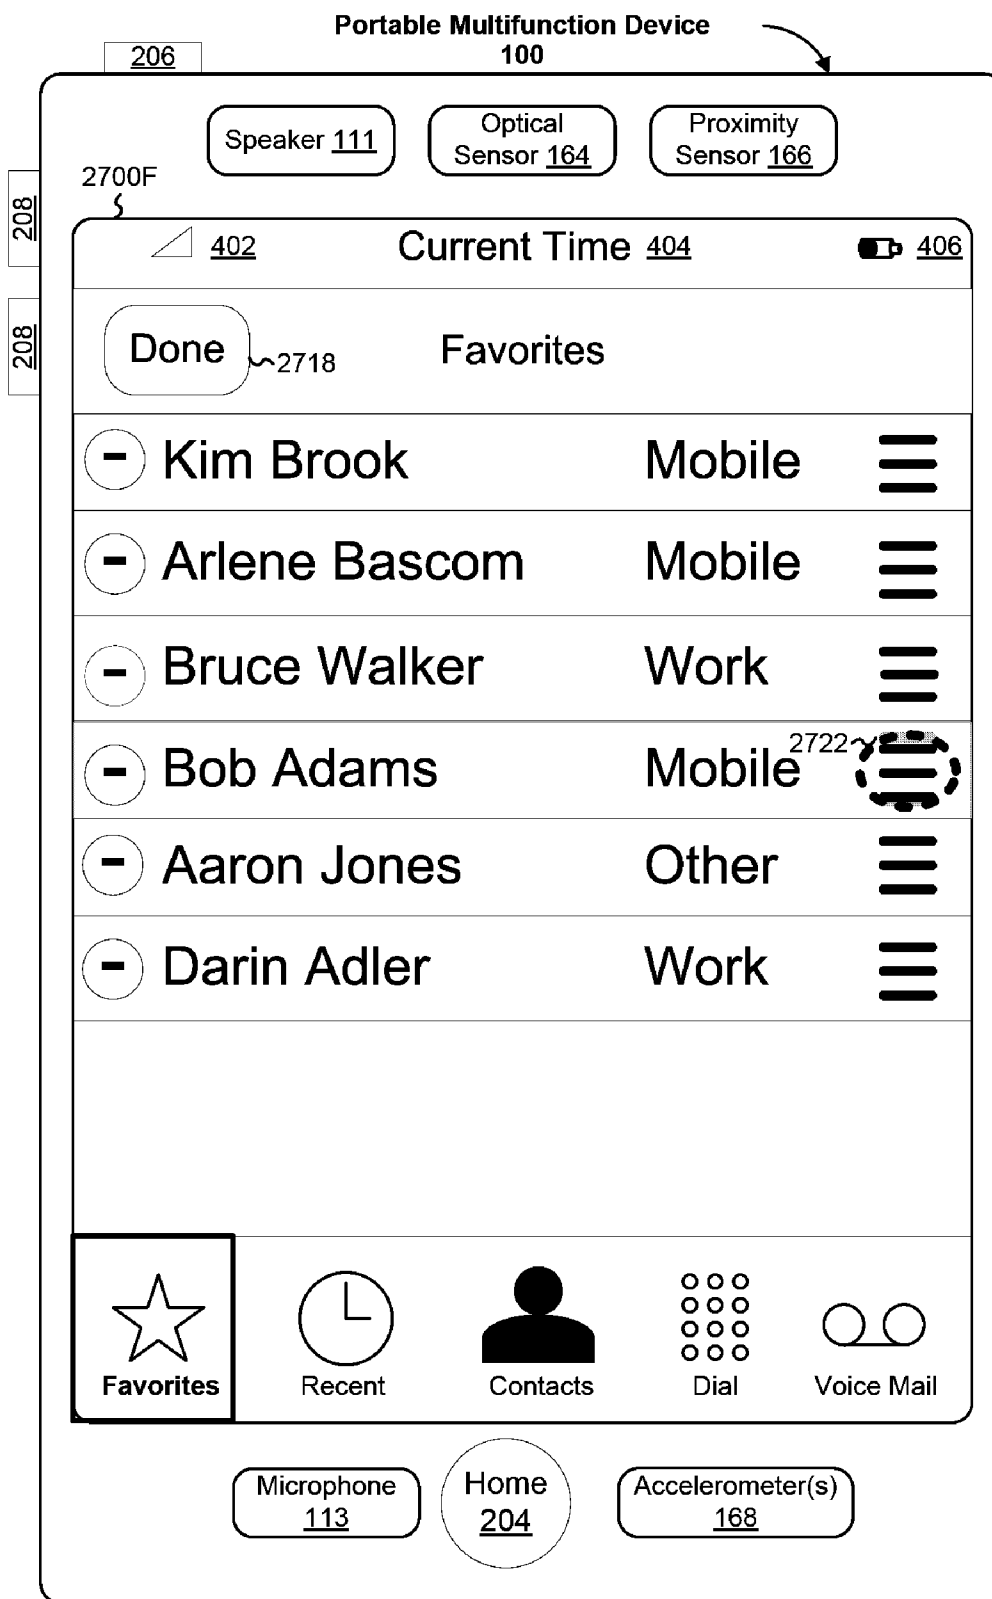 Portable Multifunction Device
100
206
Speaker 111
Optical
Sensor 164
Proximity
Sensor 166
2700F
208
208
402
Current Time 404
406
Done
2718
Favorites
Kim Brook Mobile
Arlene Bascom Mobile
Bruce Walker Work
Bob Adams Mobile
2722
Aaron Jones Other
Darin Adler Work
Favorites
Recent
Contacts
Dial
Voice Mail
Microphone
113
Home
204
Accelerometer(s)
168